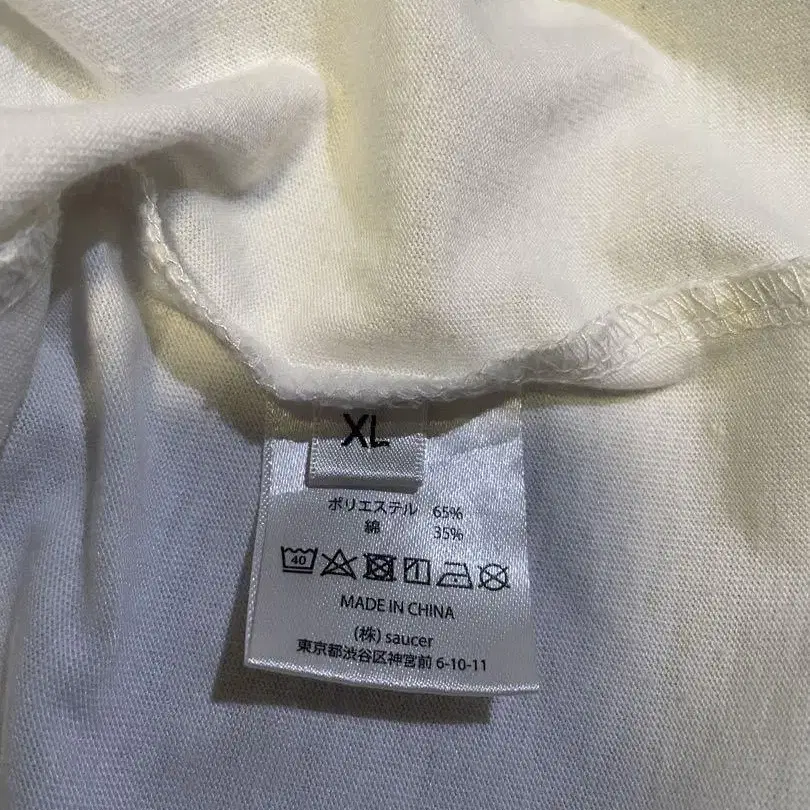 XL
ポリエステル 65%
綿 35%
40
MADE IN CHINA
(株) saucer
東京都渋谷区神宮前 6-10-11